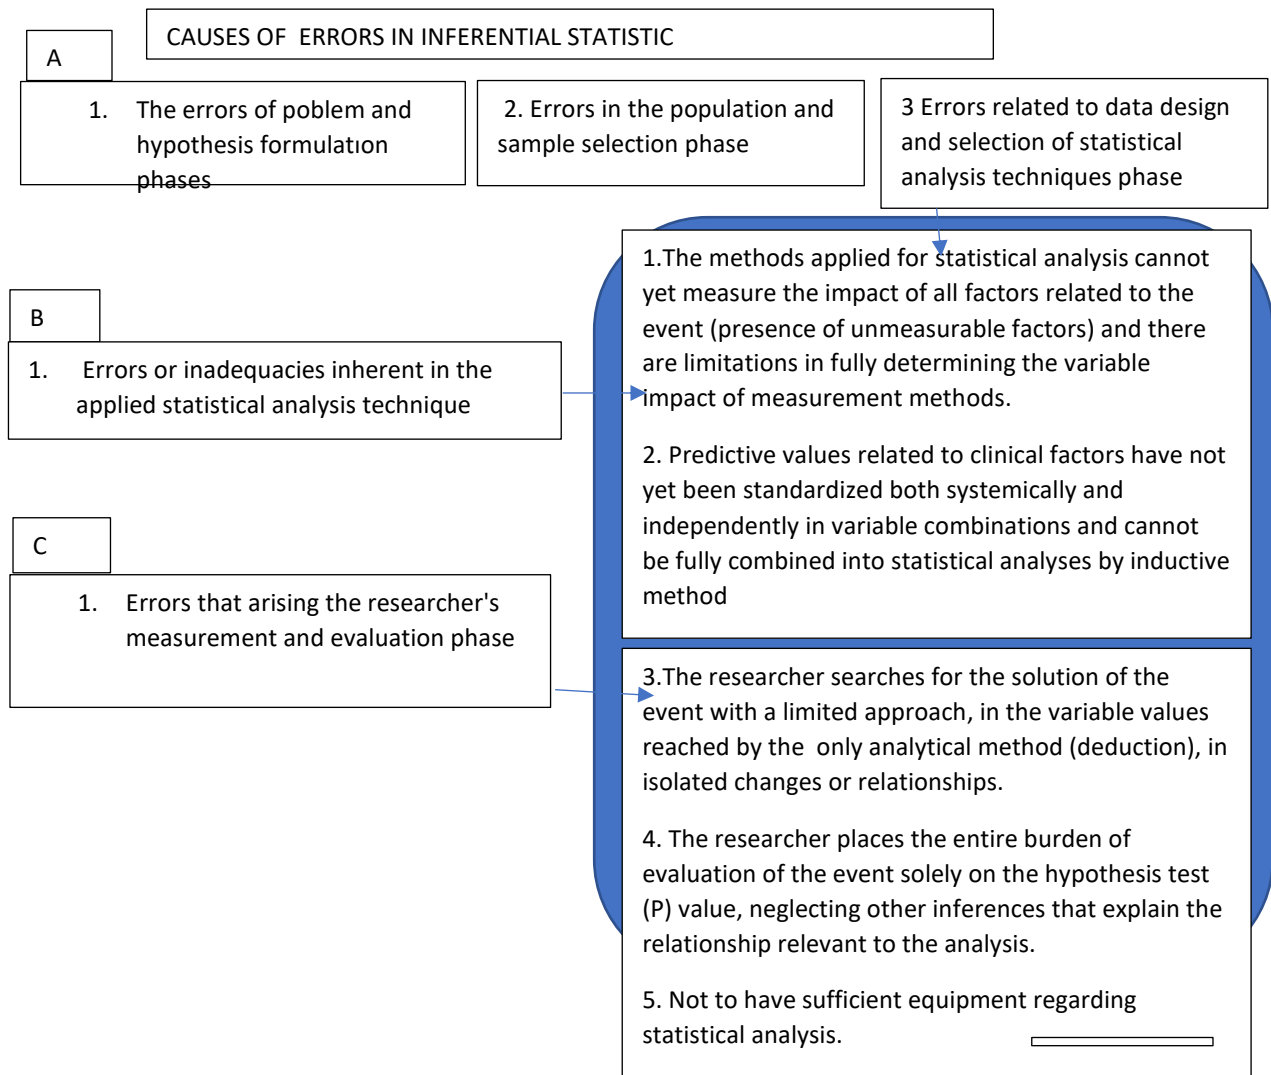 CAUSES OF  ERRORS IN INFERENTIAL STATISTIC
A
1. The errors of poblem and
hypothesis formulatıon
phases
2. Errors in the population and
sample selection phase
3 Errors related to data design
and selection of statistical
analysis techniques phase
B
1. Errors or inadequacies inherent in the
applied statistical analysis technique
C
1. Errors that arising the researcher's
measurement and evaluation phase
1.The methods applied for statistical analysis cannot
yet measure the impact of all factors related to the
event (presence of unmeasurable factors) and there
are limitations in fully determining the variable
impact of measurement methods.
2. Predictive values related to clinical factors have not
yet been standardized both systemically and
independently in variable combinations and cannot
be fully combined into statistical analyses by inductive
method
3.The researcher searches for the solution of the
event with a limited approach, in the variable values
reached by the  only analytical method (deduction), in
isolated changes or relationships.
4. The researcher places the entire burden of
evaluation of the event solely on the hypothesis test
(P) value, neglecting other inferences that explain the
relationship relevant to the analysis.
5. Not to have sufficient equipment regarding
statistical analysis.